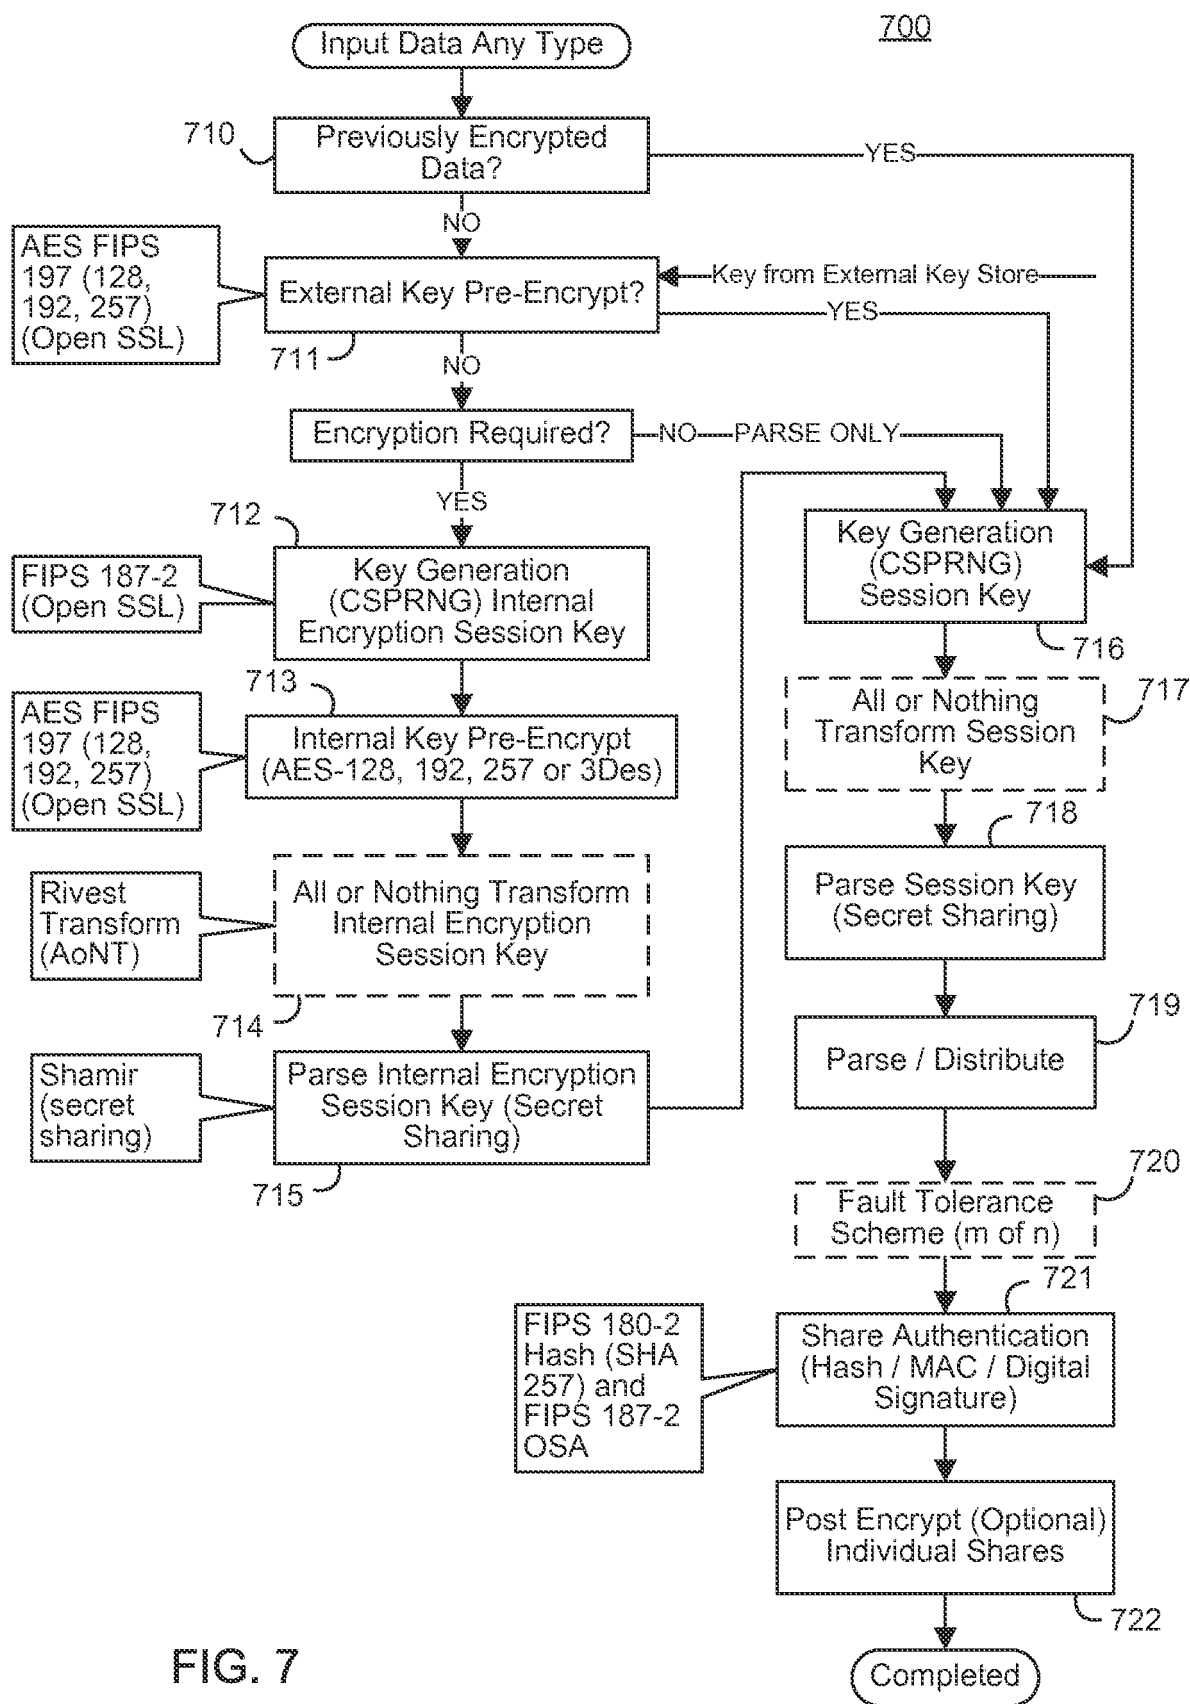 700
Input Data Any Type
710
Previously Encrypted
Data?
YES
NO
AES FIPS
197 (128,
192, 257)
(Open SSL)
External Key Pre-Encrypt?
Key from External Key Store
YES
711
NO
Encryption Required?
NO
PARSE ONLY
YES
712
Key Generation
(CSPRNG) Internal
Encryption Session Key
FIPS 187-2
(Open SSL)
Key Generation
(CSPRNG)
Session Key
716
713
AES FIPS
197 (128,
192, 257)
(Open SSL)
Internal Key Pre-Encrypt
(AES-128, 192, 257 or 3Des)
All or Nothing
Transform Session
Key
717
718
Rivest
Transform
(AoNT)
All or Nothing Transform
Internal Encryption
Session Key
714
Parse Session Key
(Secret Sharing)
719
Parse / Distribute
Shamir
(secret
sharing)
Parse Internal Encryption
Session Key (Secret
Sharing)
715
720
Fault Tolerance
Scheme (m of n)
721
FIPS 180-2
Hash (SHA
257) and
FIPS 187-2
OSA
Share Authentication
(Hash / MAC / Digital
Signature)
Post Encrypt (Optional)
Individual Shares
722
Completed
FIG. 7